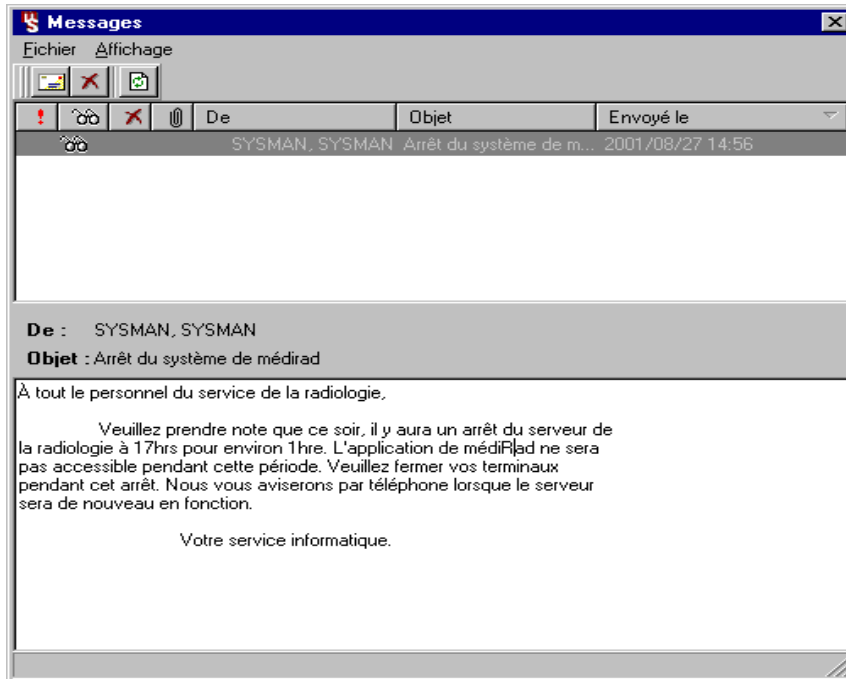 Messages
Fichier Affichage
! De Objet Envoyé le
SYSMAN, SYSMAN Arrêt du système de m... 2001/08/27 14:56
De : SYSMAN, SYSMAN
Objet : Arrêt du système de médirad
À tout le personnel du service de la radiologie,
Veuillez prendre note que ce soir, il y aura un arrêt du serveur de
la radiologie à 17hrs pour environ 1hre. L'application de médiRad ne sera
pas accessible pendant cette période. Veuillez fermer vos terminaux
pendant cet arrêt. Nous vous aviserons par téléphone lorsque le serveur
sera de nouveau en fonction.
Votre service informatique.